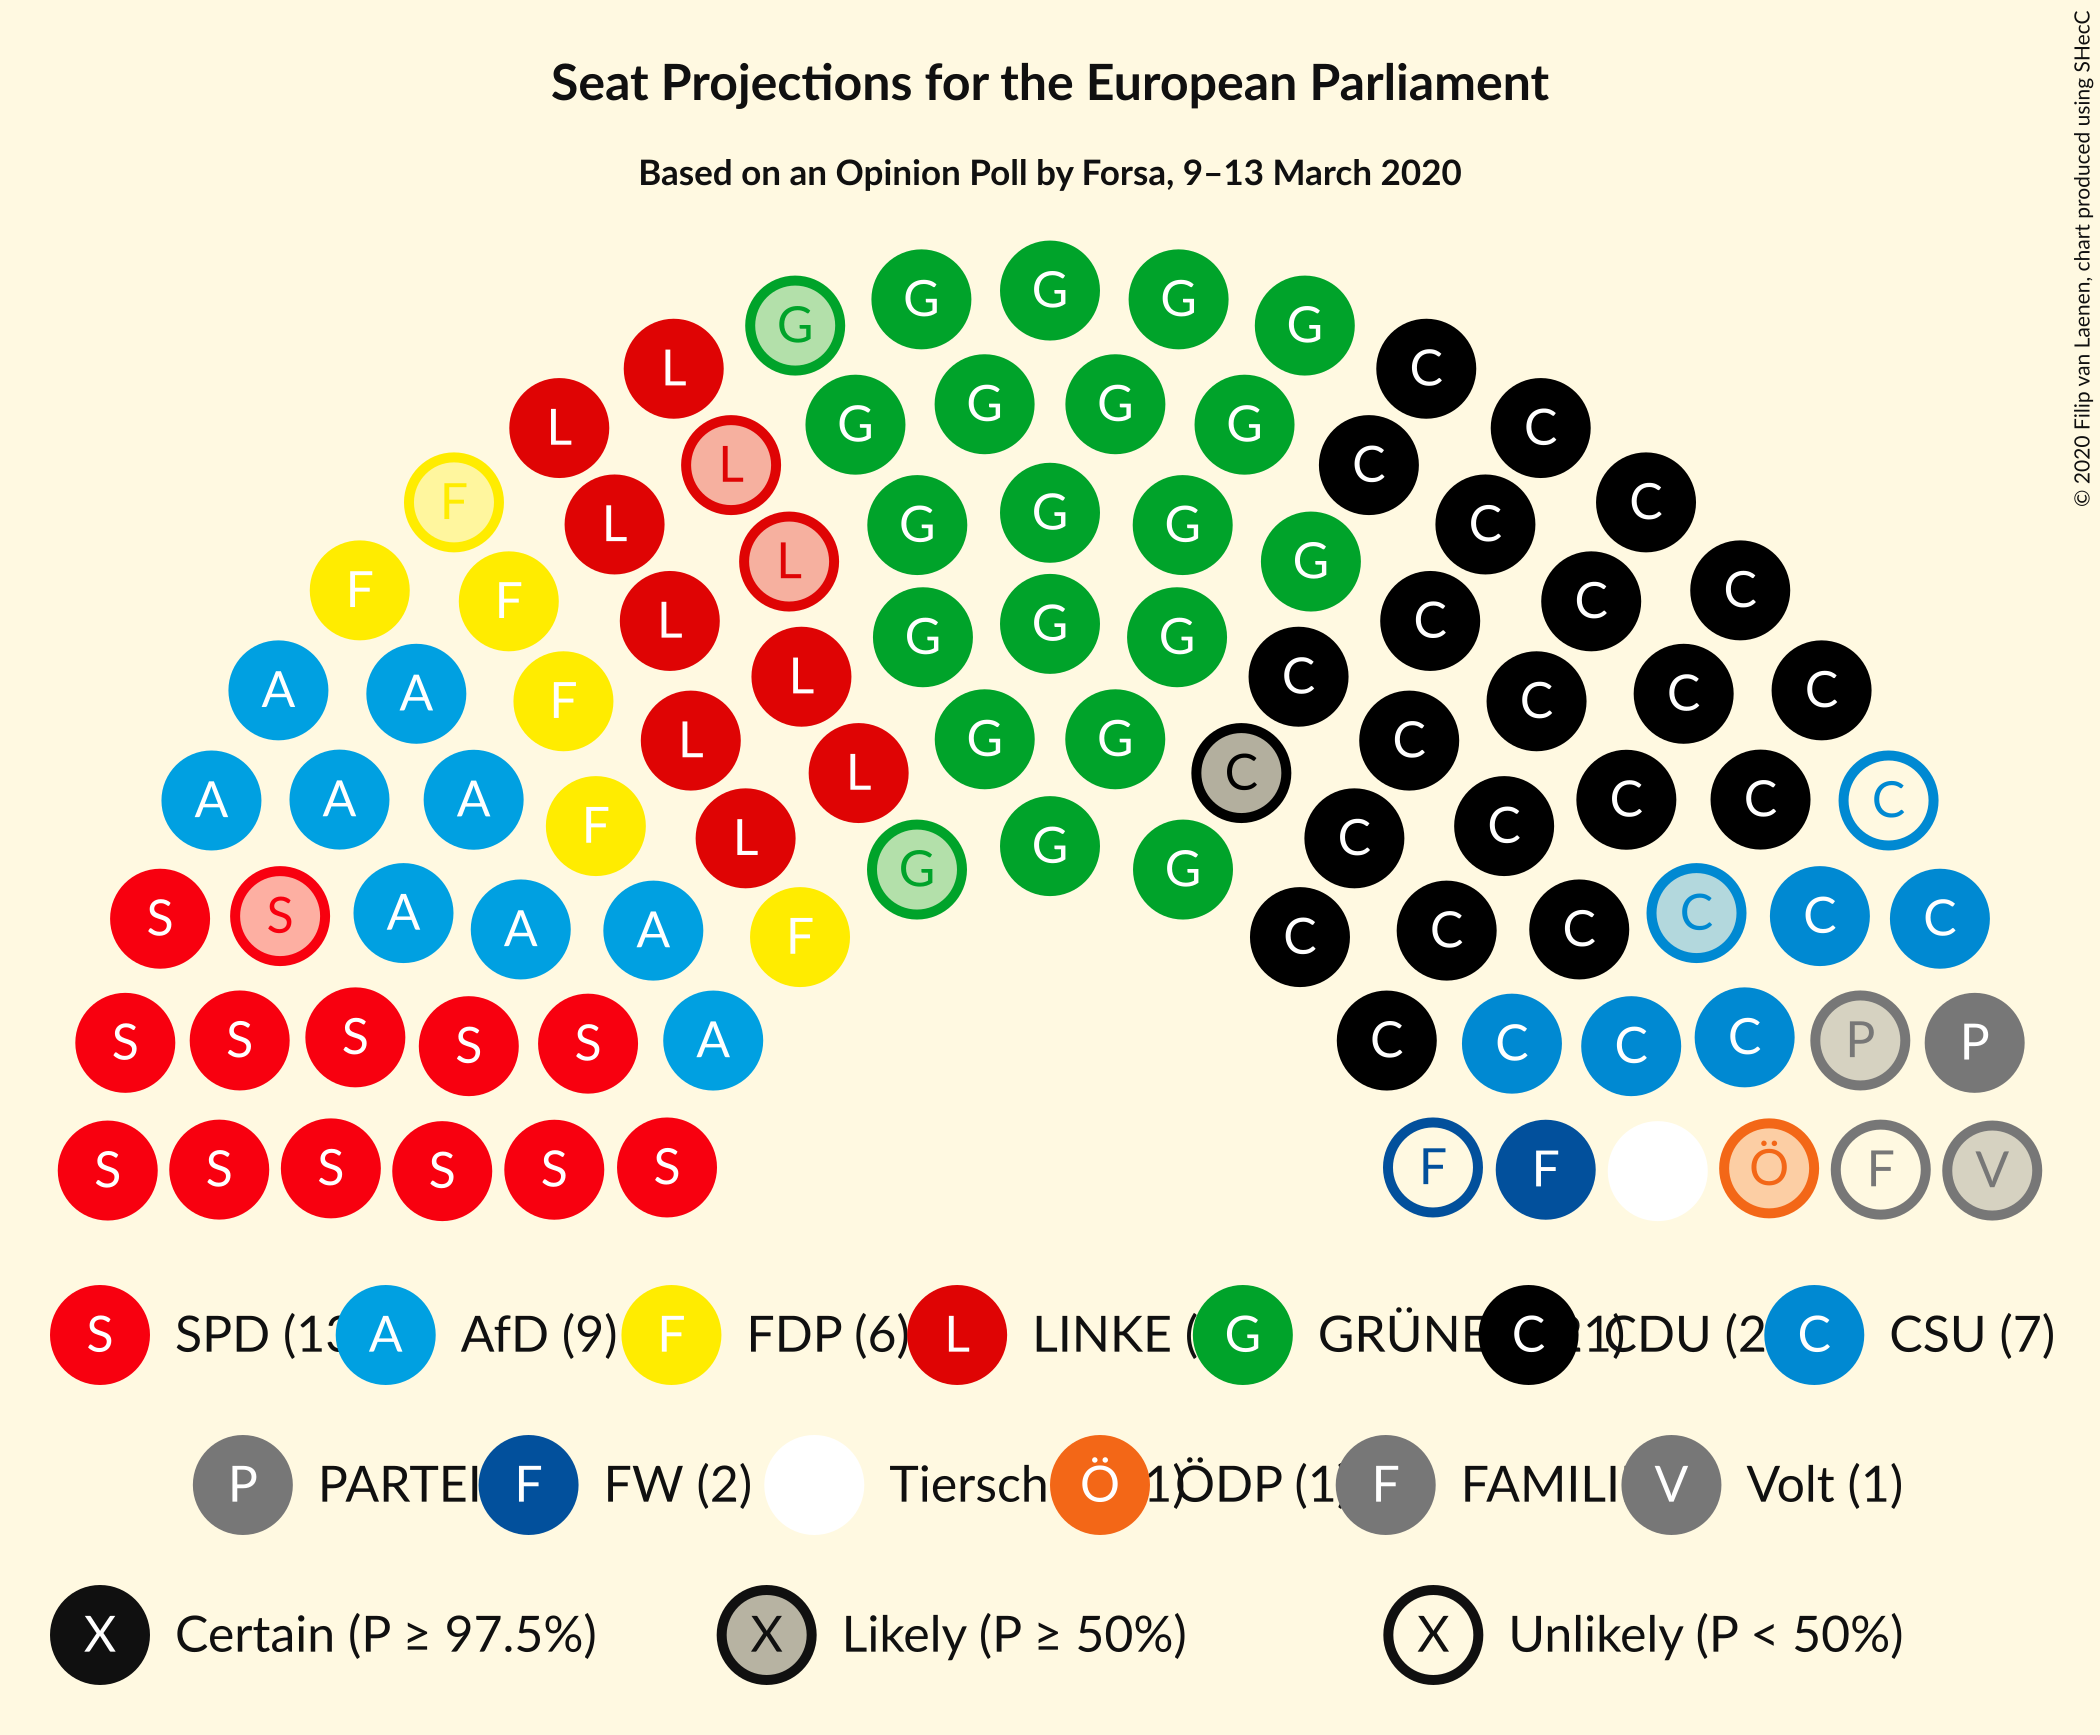 Seat Projections for the European Parliament
Based on an Opinion Poll by Forsa, 9–13 March 2020
© 2020 Filip van Laenen, chart produced using SHecC
G G G G G
L C
L G G G G C
L C
F L G G G G C C
L C
F F L C C C
L G G G C
A A F L C C C C
L G G C
A A A F L C C C C C
S S A A A F G G G C C C C C C
S S S S S A C C C C P P
S S S S S S F F Ö F V
S SPD (13 A AfD (9) F FDP (6) L LINKE ( G GRÜNE 21) C CDU (2 C CSU (7)
P PARTEI F FW (2) Tiersch Ö 1) ÖDP (1 F FAMILI V Volt (1)
X Certain (P ≥ 97.5%) X Likely (P ≥ 50%) X Unlikely (P < 50%)